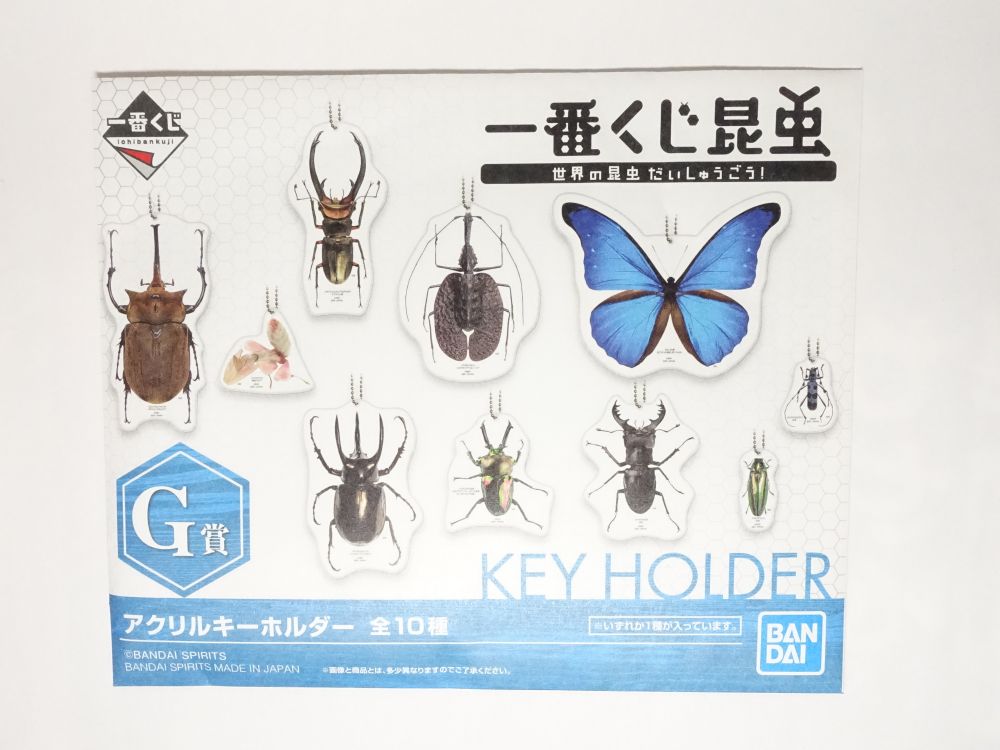 一番くじ
ichibankuji
一番くじ昆虫
世界の昆虫 だいしゅうごう!
G賞
KEY HOLDER
アクリルキーホルダー 全10種
※いずれか1種が入っています。
BAN
DAI
©BANDAI SPIRITS
BANDAI SPIRITS MADE IN JAPAN
※画像と商品とは、多少異なりますのでご了承ください。